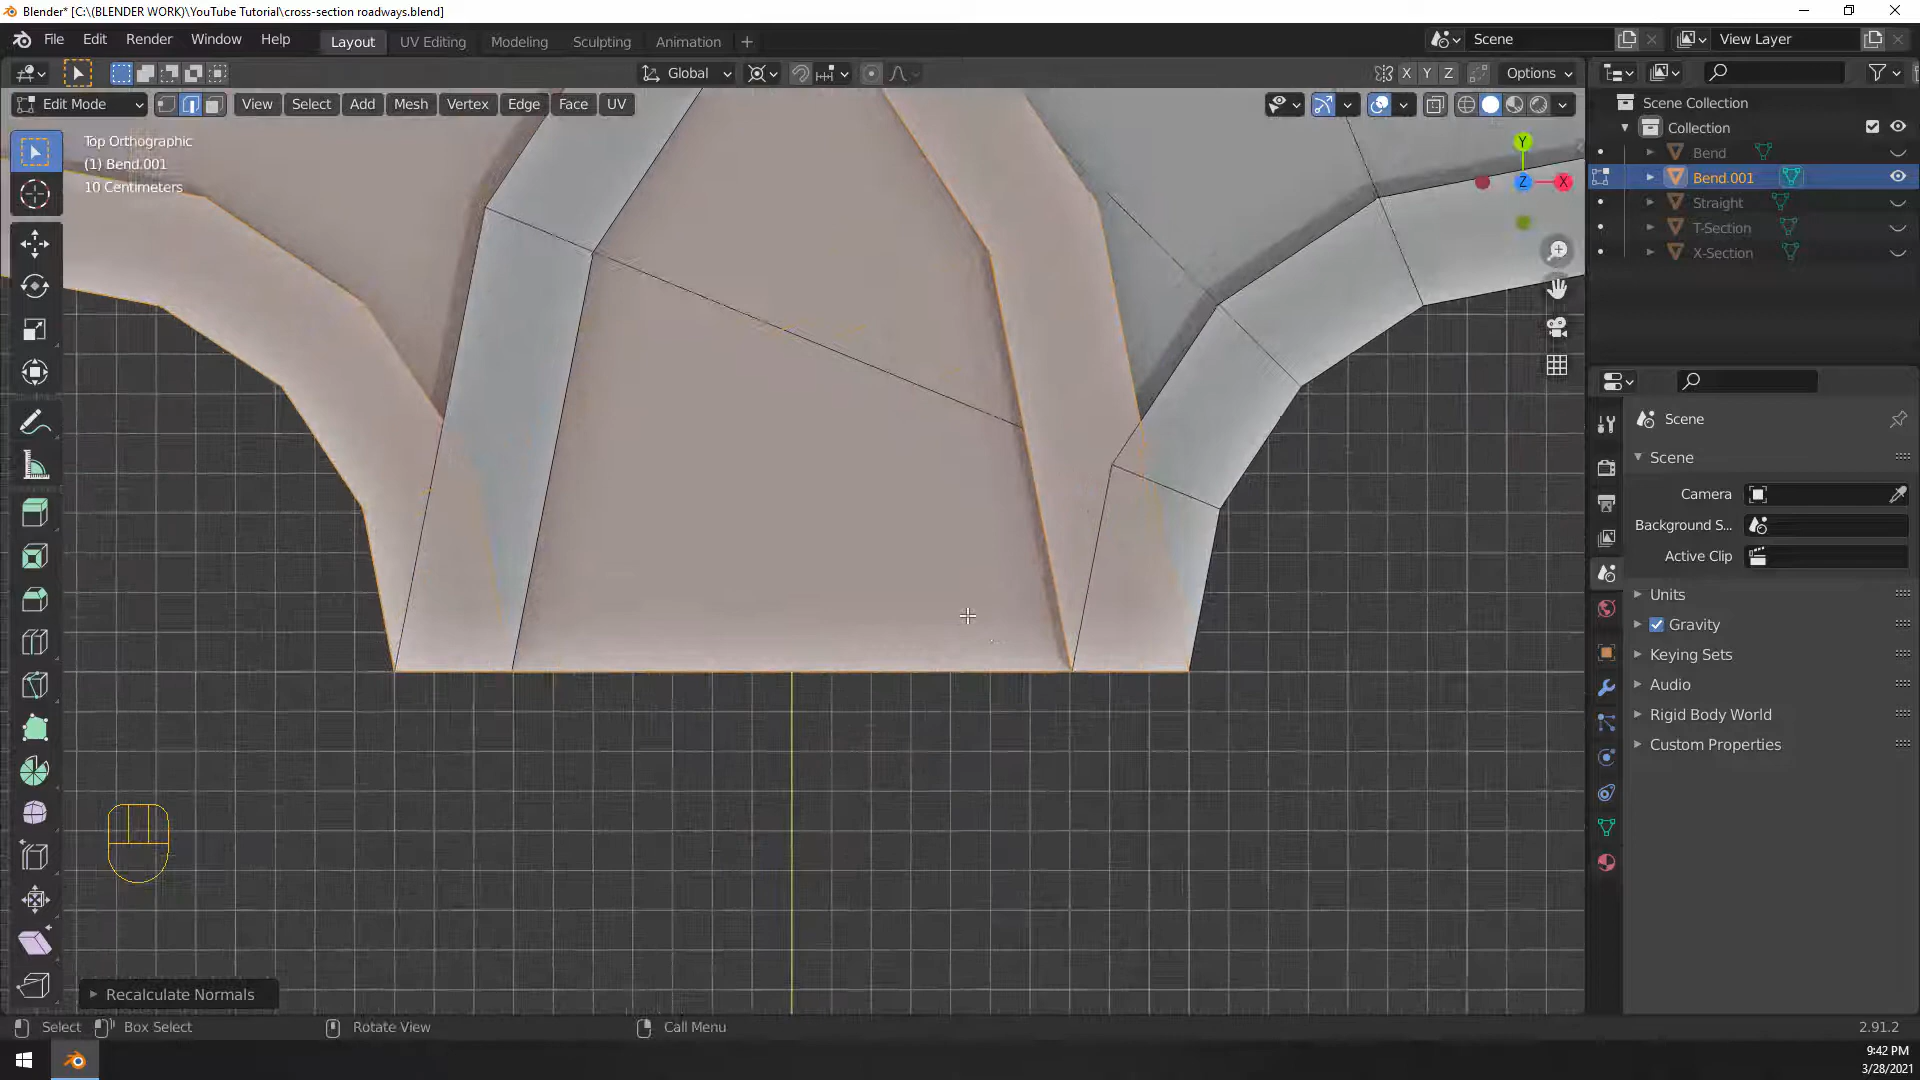 Blender* [C:\(BLENDER WORK)\YouTube Tutorial\cross-section roadways.blend]
File Edit Render Window Help Layout UV Editing Modeling Sculpting Animation + Scene View Layer
Global X Y Z Options
Edit Mode View Select Add Mesh Vertex Edge Face UV
Top Orthographic
(1) Bend.001
10 Centimeters
Y
Z
X
Scene Collection
Collection
Bend
Bend.001
Straight
T-Section
X-Section
Scene
Scene
Camera
Background S...
Active Clip
Units
Gravity
Keying Sets
Audio
Rigid Body World
Custom Properties
Recalculate Normals
Select Box Select Rotate View Call Menu 2.91.2
9:42 PM
3/28/2021